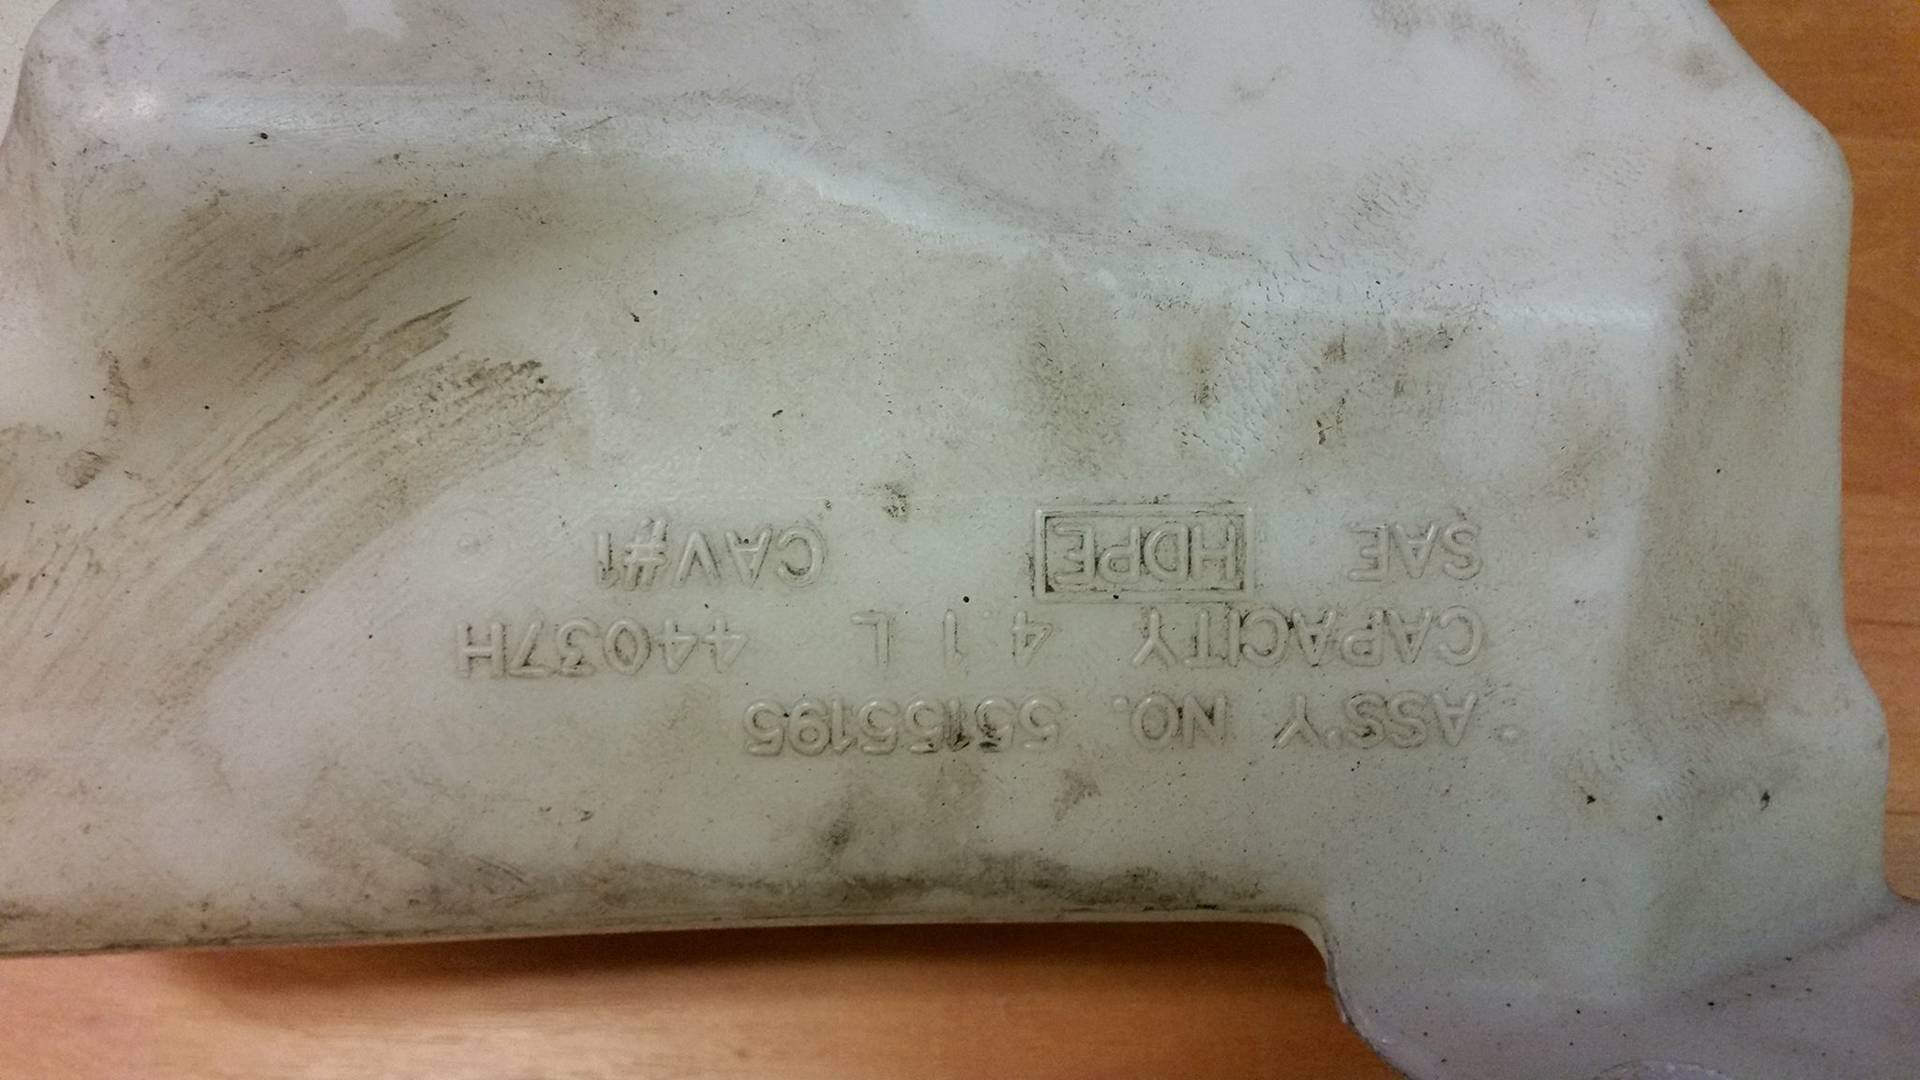 ASS'Y NO. 55155195
CAPACITY 4.1 L 44037H
SAE HDPE CAV#1